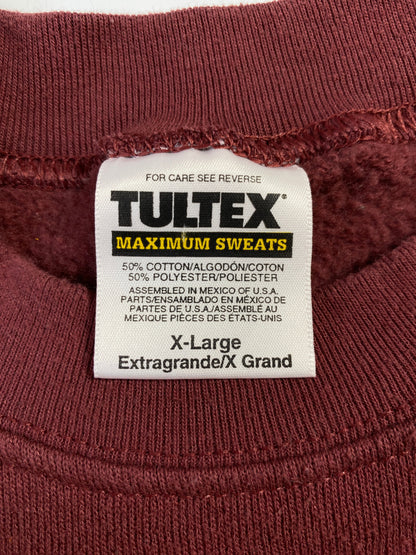 FOR CARE SEE REVERSE
TULTEX®
MAXIMUM SWEATS
50% COTTON/ALGODÓN/COTON
50% POLYESTER/POLIESTER
ASSEMBLED IN MEXICO OF U.S.A.
PARTS/ENSAMBLADO EN MÉXICO DE
PARTES DE U.S.A./ASSEMBLÉ AU
MEXIQUE PIÈCES DES ÉTATS-UNIS
X-Large
Extragrande/X Grand